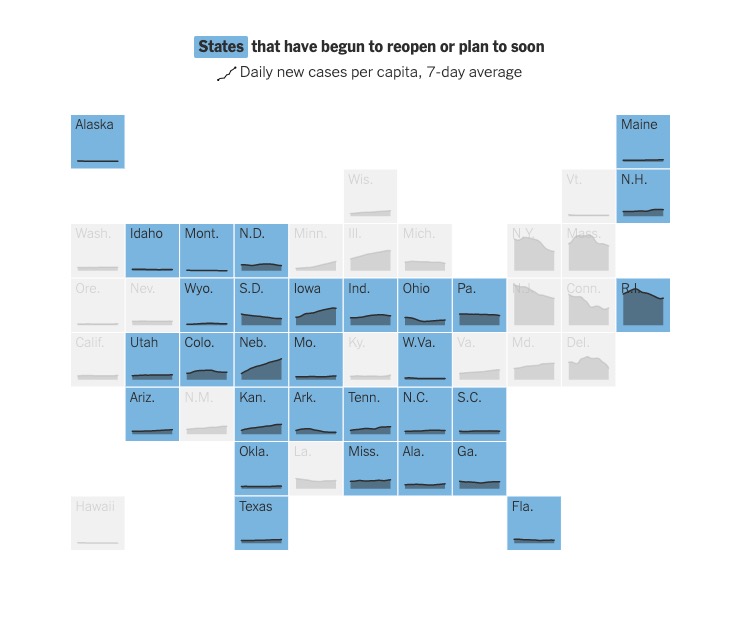 States that have begun to reopen or plan to soon
Daily new cases per capita, 7-day average
Alaska Maine
Wis. Vt. N.H.
Wash. Idaho Mont. N.D. Minn. Ill. Mich. N.Y. Mass.
Ore. Nev. Wyo. S.D. Iowa Ind. Ohio Pa. N.J. Conn. R.I.
Calif. Utah Colo. Neb. Mo. Ky. W.Va. Va. Md. Del.
Ariz. N.M. Kan. Ark. Tenn. N.C. S.C.
Okla. La. Miss. Ala. Ga.
Hawaii Texas Fla.